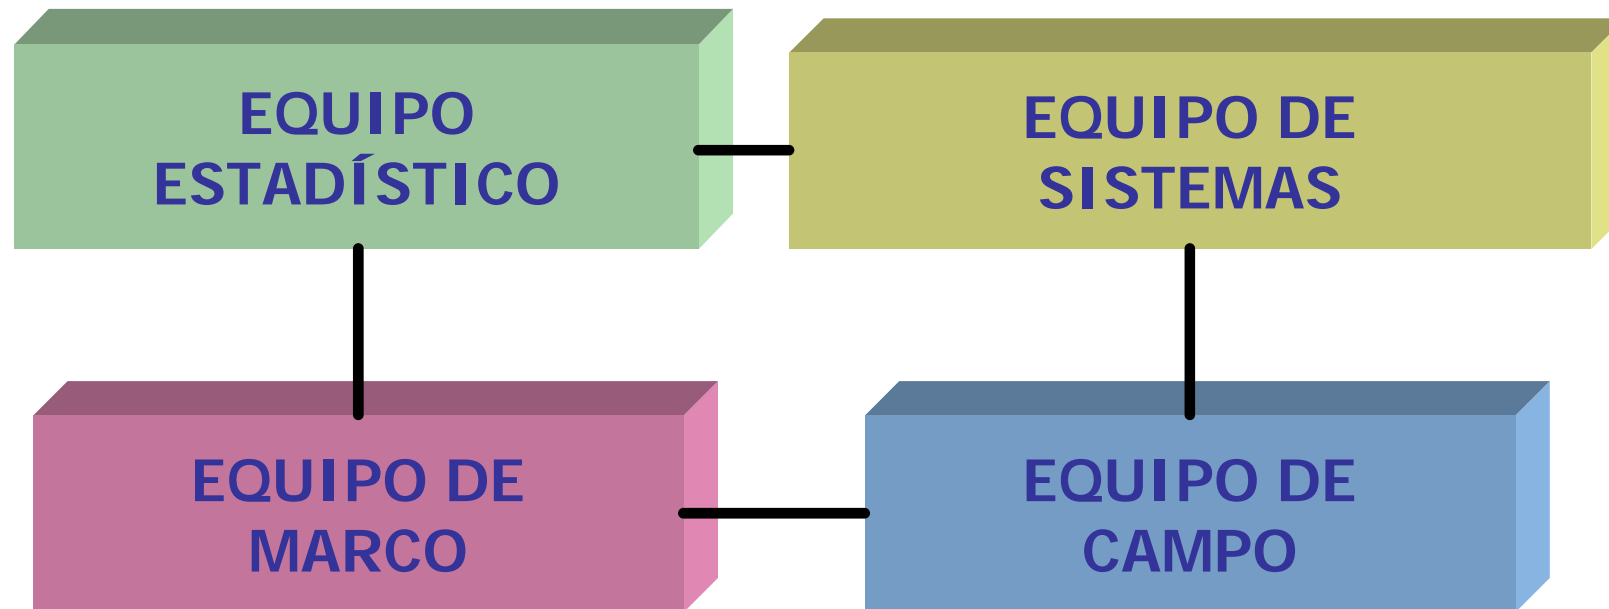 EQUIPO
ESTADÍSTICO
EQUIPO DE
SISTEMAS
EQUIPO DE
MARCO
EQUIPO DE
CAMPO